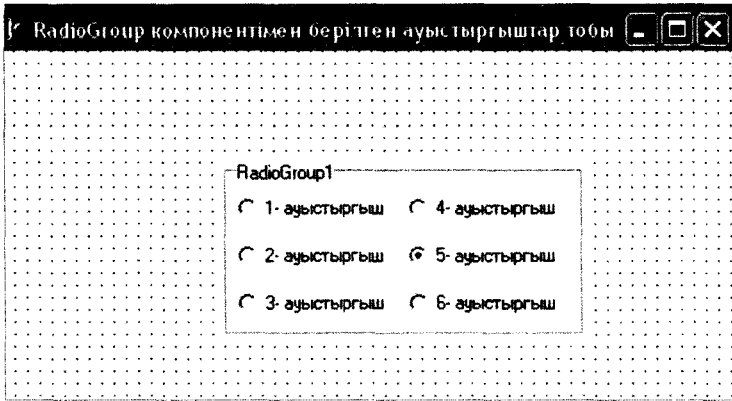 RadioGroup компонентімен берілген ауыстырғыштар тобы
RadioGroup1
1- ауыстырғыш
4- ауыстырғыш
2- ауыстырғыш
5- ауыстырғыш
3- ауыстырғыш
6- ауыстырғыш